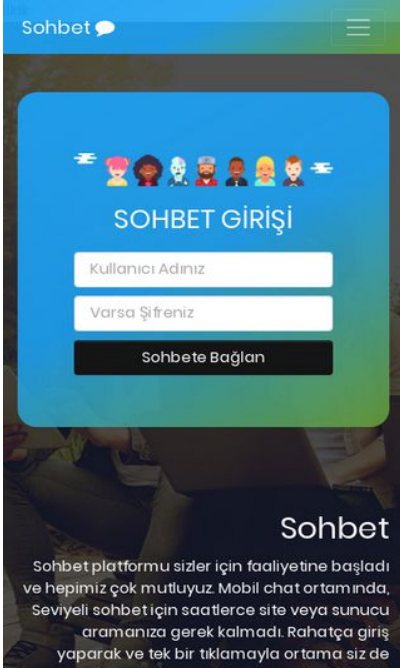 Sohbet
SOHBET GİRİŞİ
Kullanıcı Adınız
Varsa Şifreniz
Sohbete Bağlan
Sohbet
Sohbet platformu sizler için faaliyetine başladı
ve hepimiz çok mutluyuz. Mobil chat ortamında,
Seviyeli sohbet için saatlerce site veya sunucu
aramanıza gerek kalmadı. Rahatça giriş
yaparak ve tek bir tıklamayla ortama siz de